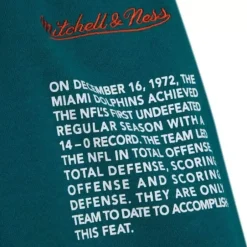 Mitchell & Ness
ON DECEMBER 16, 1972, THE
MIAMI DOLPHINS ACHIEVED
THE NFL'S FIRST UNDEFEATED
REGULAR SEASON WITH A
14-0 RECORD. THE TEAM LED
THE NFL IN TOTAL OFFENSE,
TOTAL DEFENSE, SCORING
OFFENSE AND SCORING
DEFENSE. THEY ARE ONLY
TEAM TO DATE TO ACCOMPLISH
THIS FEAT.